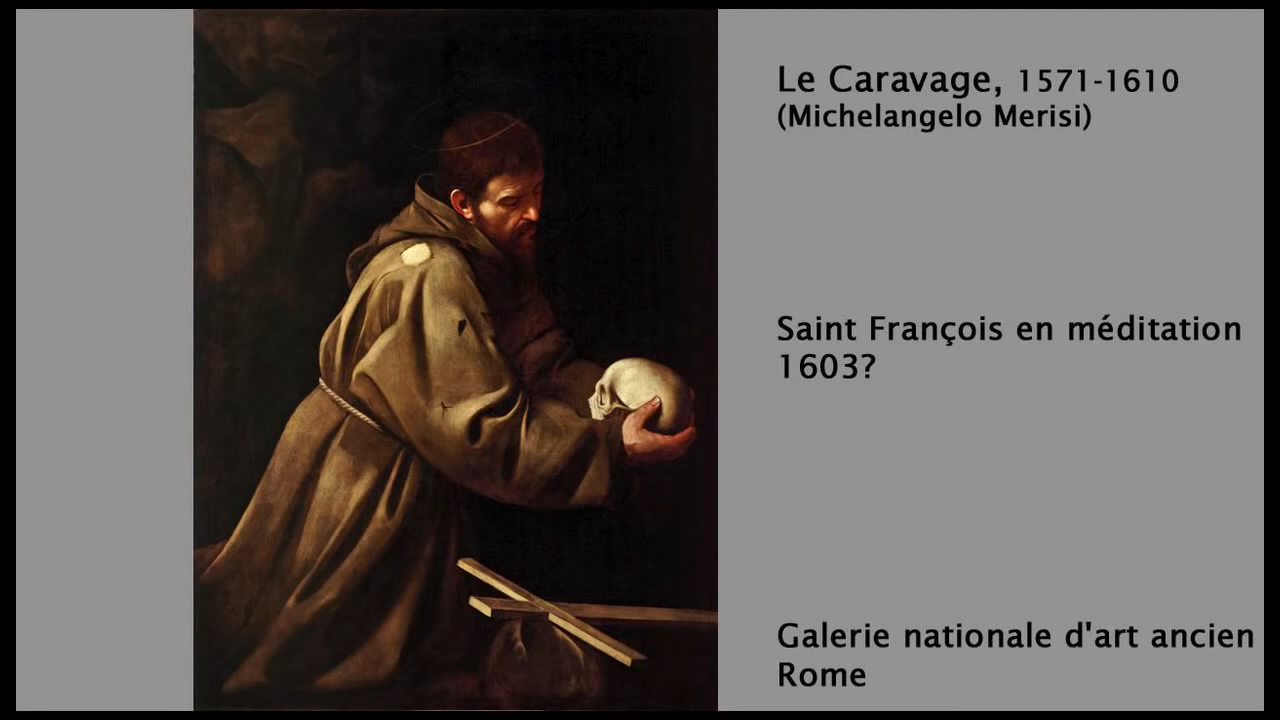 Le Caravage, 1571-1610
(Michelangelo Merisi)
Saint François en méditation
1603?
Galerie nationale d'art ancien
Rome